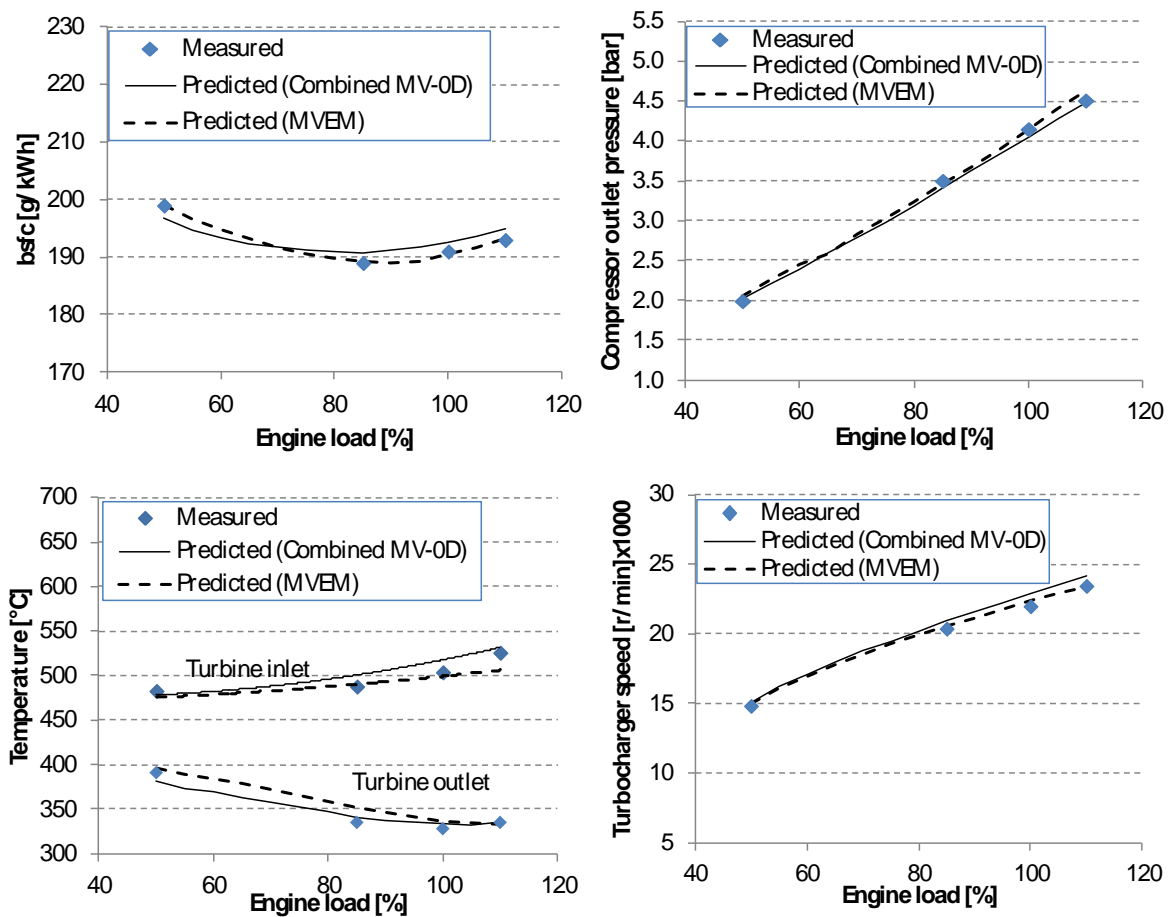 230
220
210
200
190
180
170
bsfc [g/kWh]
Measured
Predicted (Combined MV-0D)
Predicted (MVEM)
40 60 80 100 120
Engine load [%]
5.5
5.0
4.5
4.0
3.5
3.0
2.5
2.0
1.5
1.0
Compressor outlet pressure [bar]
Measured
Predicted (Combined MV-0D)
Predicted (MVEM)
40 60 80 100 120
Engine load [%]
700
650
600
550
500
450
400
350
300
Temperature [°C]
Measured
Predicted (Combined MV-0D)
Predicted (MVEM)
Turbine inlet
Turbine outlet
40 60 80 100 120
Engine load [%]
30
25
20
15
10
5
Turbocharger speed [r/min]x1000
Measured
Predicted (Combined MV-0D)
Predicted (MVEM)
40 60 80 100 120
Engine load [%]